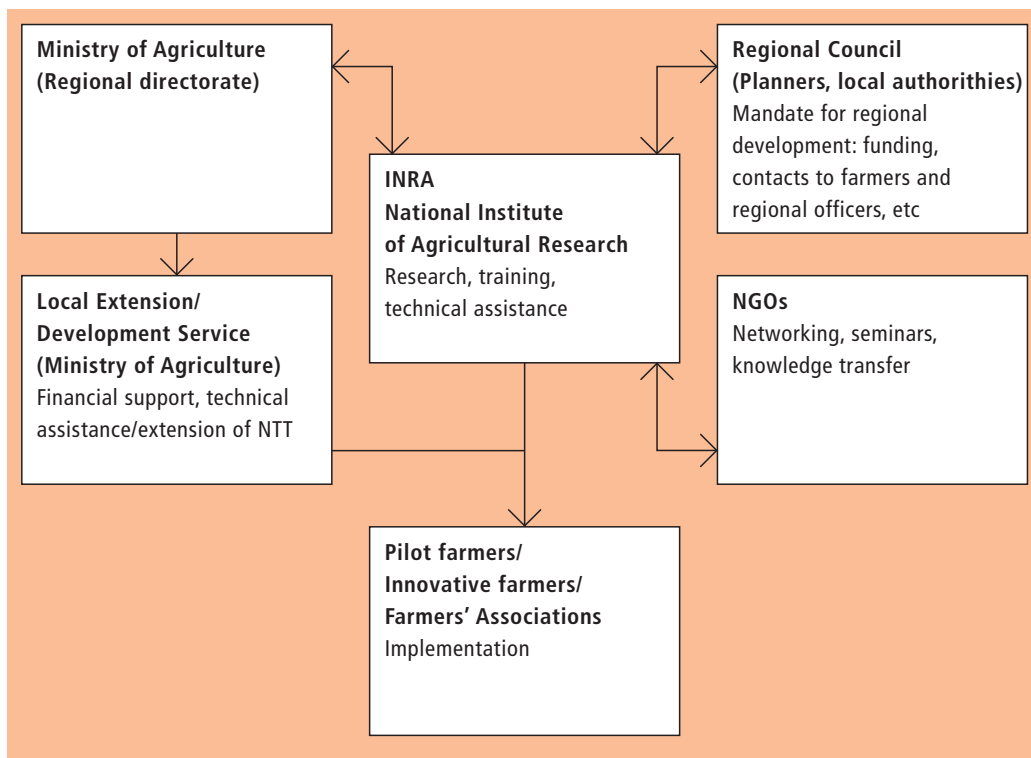 Ministry of Agriculture
(Regional directorate)
Regional Council
(Planners, local authorithies)
Mandate for regional
development: funding,
contacts to farmers and
regional officers, etc
INRA
National Institute
of Agricultural Research
Research, training,
technical assistance
Local Extension/
Development Service
(Ministry of Agriculture)
Financial support, technical
assistance/extension of NTT
NGOs
Networking, seminars,
knowledge transfer
Pilot farmers/
Innovative farmers/
Farmers’ Associations
Implementation